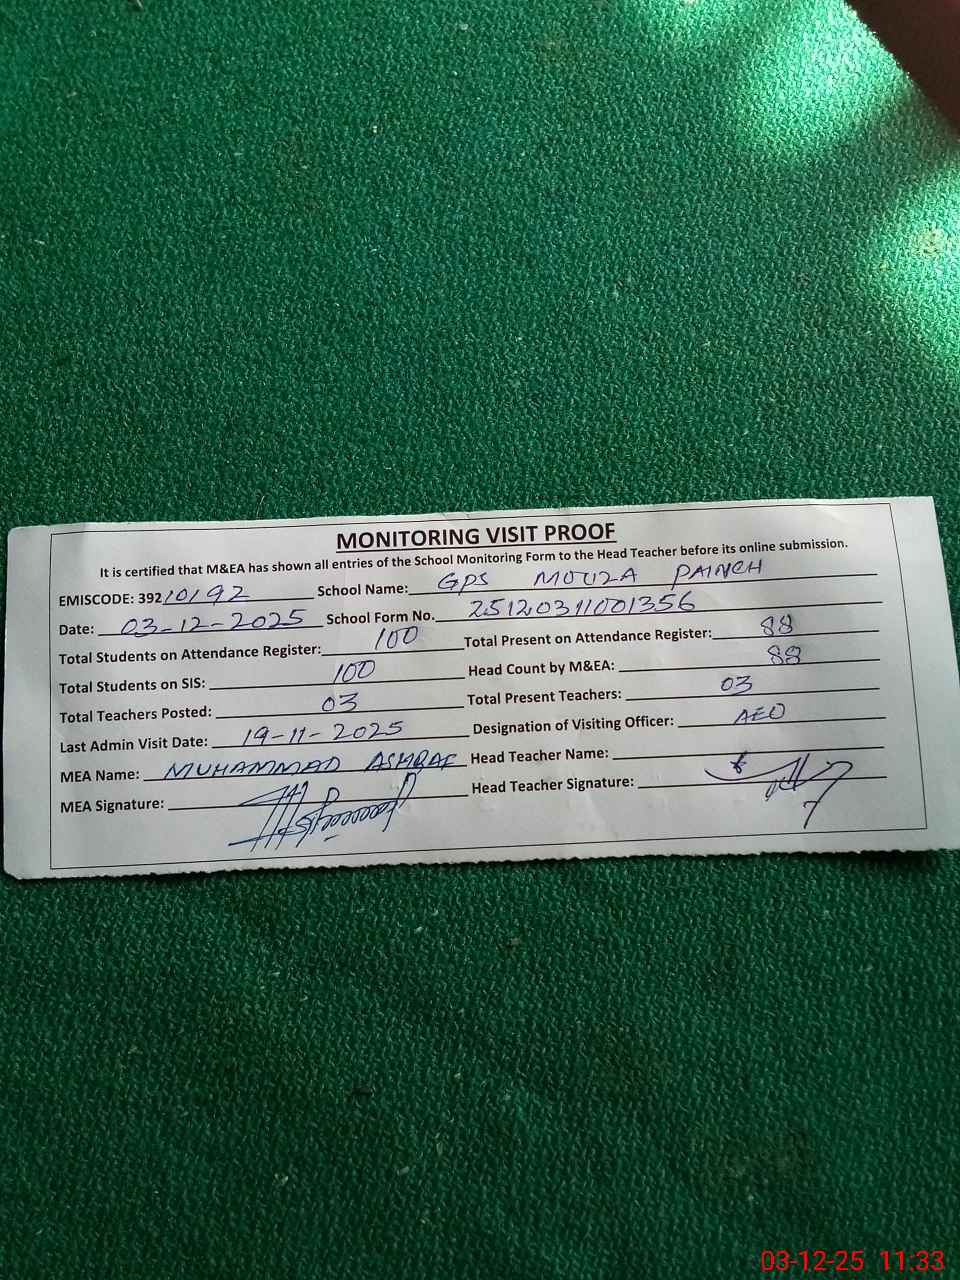 MONITORING VISIT PROOF
It is certified that M&EA has shown all entries of the School Monitoring Form to the Head Teacher before its online submission.
EMISCODE: 39210192 School Name: GPS MOUZA PAINCH
Date: 03-12-2025 School Form No. 25120311001356
Total Students on Attendance Register: 100 Total Present on Attendance Register: 88
Total Students on SIS: 100 Head Count by M&EA: 88
Total Teachers Posted: 03 Total Present Teachers: 03
Last Admin Visit Date: 19-11-2025 Designation of Visiting Officer: AEO
MEA Name: MUHAMMAD ASHRAF Head Teacher Name:
MEA Signature: Head Teacher Signature:
03-12-25 11:33